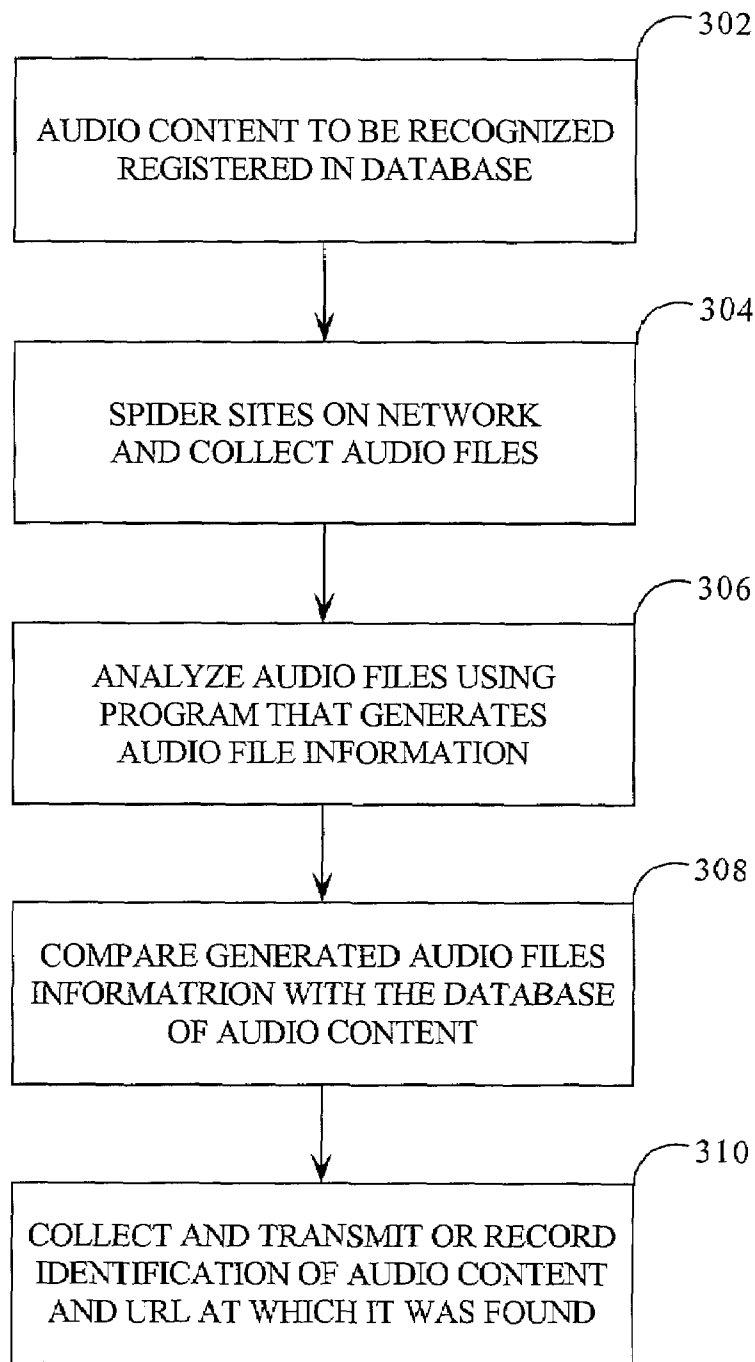 302
AUDIO CONTENT TO BE RECOGNIZED
REGISTERED IN DATABASE
304
SPIDER SITES ON NETWORK
AND COLLECT AUDIO FILES
306
ANALYZE AUDIO FILES USING
PROGRAM THAT GENERATES
AUDIO FILE INFORMATION
308
COMPARE GENERATED AUDIO FILES
INFORMATRION WITH THE DATABASE
OF AUDIO CONTENT
310
COLLECT AND TRANSMIT OR RECORD
IDENTIFICATION OF AUDIO CONTENT
AND URL AT WHICH IT WAS FOUND